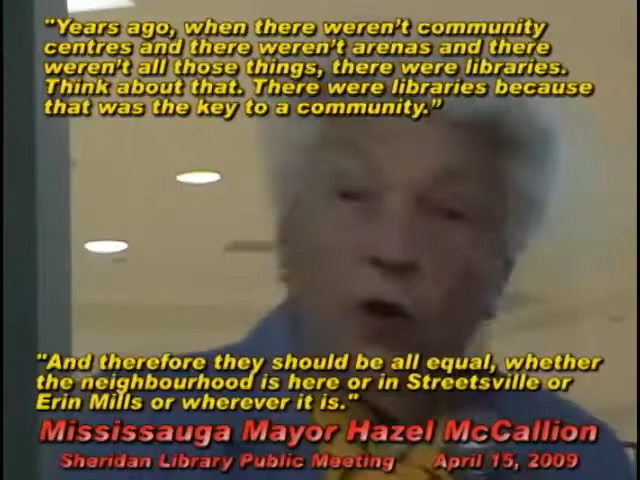 "Years ago, when there weren't community
centres and there weren't arenas and there
weren't all those things, there were libraries.
Think about that. There were libraries because
that was the key to a community."
"And therefore they should be all equal, whether
the neighbourhood is here or in Streetsville or
Erin Mills or wherever it is."
Mississauga Mayor Hazel McCallion
Sheridan Library Public Meeting April 15, 2009